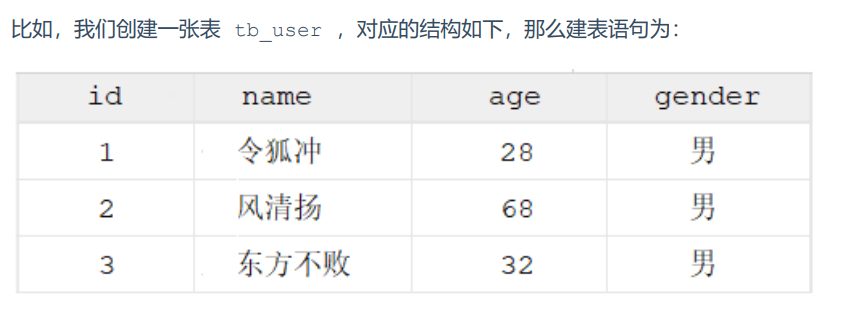 比如，我们创建一张表 tb_user ，对应的结构如下，那么建表语句为：
id name age gender
1 令狐冲 28 男
2 风清扬 68 男
3 东方不败 32 男